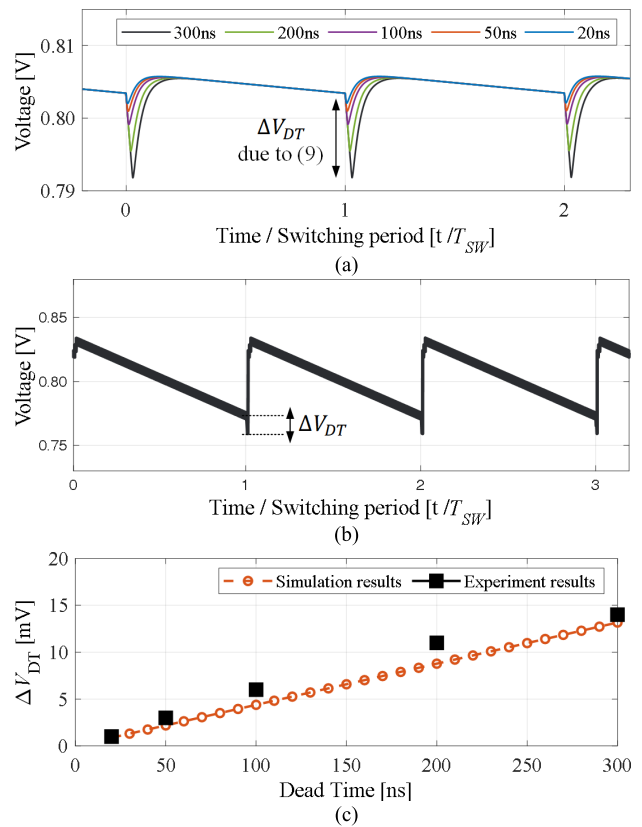 0.81
300ns 200ns 100ns 50ns 20ns
0.80
0.79
Voltage [V]
ΔV_DT
due to (9)
0 1 2
Time / Switching period [t /T_SW]
(a)
0.85
0.80
0.75
Voltage [V]
ΔV_DT
0 1 2 3
Time / Switching period [t /T_SW]
(b)
20
15
10
5
0
ΔV_DT [mV]
Simulation results Experiment results
0 50 100 150 200 250 300
Dead Time [ns]
(c)